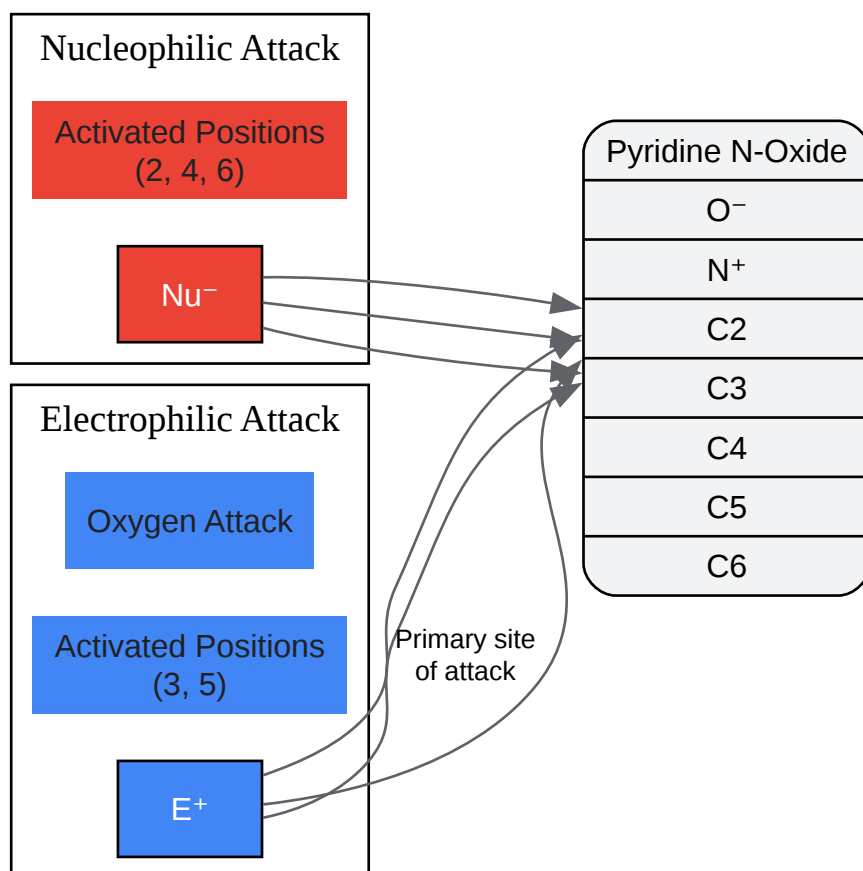 Nucleophilic Attack
Activated Positions
(2, 4, 6)
Nu⁻
Electrophilic Attack
Oxygen Attack
Activated Positions
(3, 5)
E⁺
Primary site
of attack
Pyridine N-Oxide
O⁻
N⁺
C2
C3
C4
C5
C6